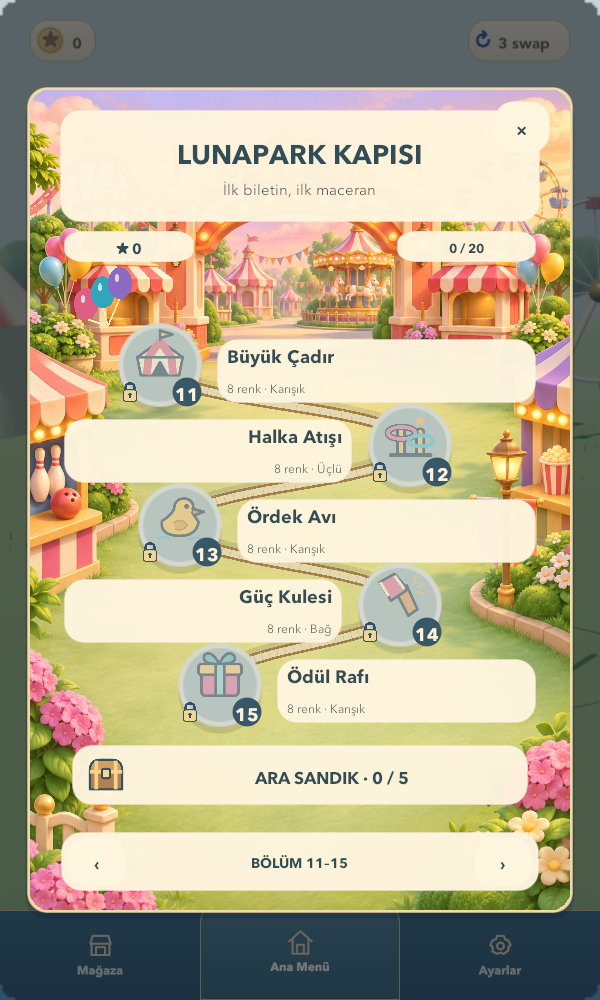 0
3 swap
×
LUNAPARK KAPISI
İlk biletin, ilk maceran
★ 0
0 / 20
Büyük Çadır
8 renk · Karışık
11
Halka Atışı
8 renk · Üçlü
12
Ördek Avı
8 renk · Karışık
13
Güç Kulesi
8 renk · Bağ
14
Ödül Rafı
8 renk · Karışık
15
ARA SANDIK · 0 / 5
‹ BÖLÜM 11–15 ›
Mağaza
Ana Menü
Ayarlar